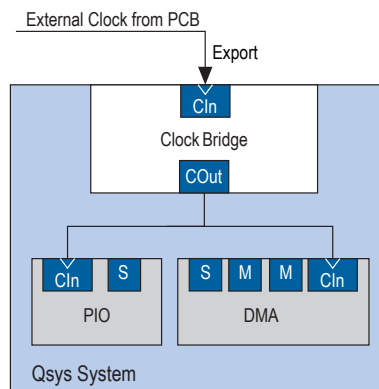 External Clock from PCB
Export
CIn
Clock Bridge
COut
CIn S
S M M CIn
PIO
DMA
Qsys System